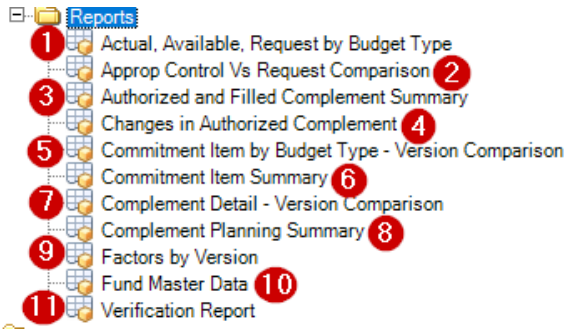 Reports
1 Actual, Available, Request by Budget Type
Approp Control Vs Request Comparison 2
3 Authorized and Filled Complement Summary
Changes in Authorized Complement 4
5 Commitment Item by Budget Type - Version Comparison
Commitment Item Summary 6
7 Complement Detail - Version Comparison
Complement Planning Summary 8
9 Factors by Version
Fund Master Data 10
11 Verification Report